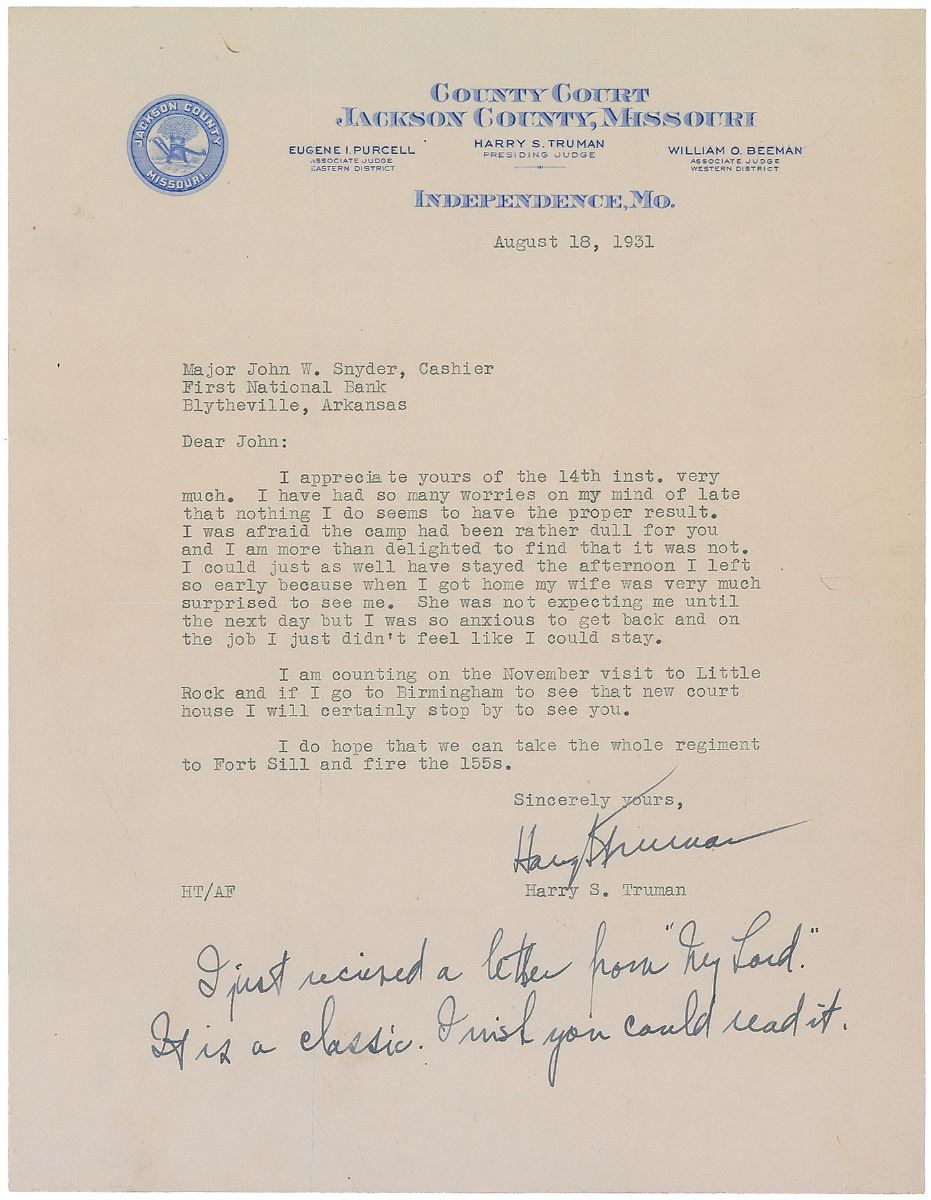 COUNTY COURT
JACKSON COUNTY, MISSOURI
JACKSON COUNTY
MISSOURI.
EUGENE I. PURCELL
ASSOCIATE JUDGE
EASTERN DISTRICT
HARRY S. TRUMAN
PRESIDING JUDGE
WILLIAM O. BEEMAN
ASSOCIATE JUDGE
WESTERN DISTRICT
INDEPENDENCE, MO.
August 18, 1931
Major John W. Snyder, Cashier
First National Bank
Blytheville, Arkansas
Dear John:
I appreciate yours of the 14th inst. very
much. I have had so many worries on my mind of late
that nothing I do seems to have the proper result.
I was afraid the camp had been rather dull for you
and I am more than delighted to find that it was not.
I could just as well have stayed the afternoon I left
so early because when I got home my wife was very much
surprised to see me. She was not expecting me until
the next day but I was so anxious to get back and on
the job I just didn't feel like I could stay.
I am counting on the November visit to Little
Rock and if I go to Birmingham to see that new court
house I will certainly stop by to see you.
I do hope that we can take the whole regiment
to Fort Sill and fire the 155s.
Sincerely yours,
Harry S Truman
HT/AF
Harry S. Truman
I just recieved a letter from "My Lord."
It is a classic. I wish you could read it.